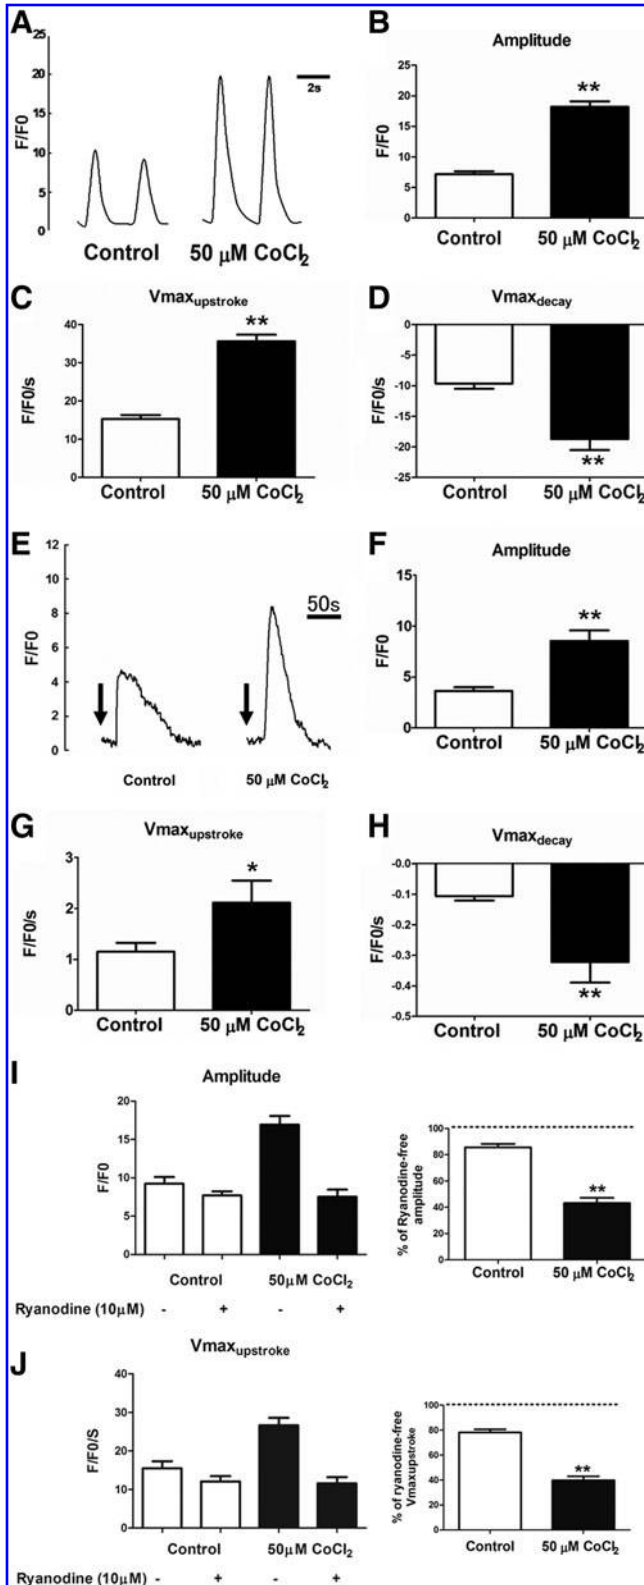 A
25
20
15
10
5
0
F/F0
2s
Control
50 μM CoCl2
B
Amplitude
25
20
15
10
5
0
F/F0
**
Control
50 μM CoCl2
C
Vmaxupstroke
40
30
20
10
0
F/F0/s
**
Control
50 μM CoCl2
D
Vmaxdecay
0
-5
-10
-15
-20
-25
F/F0/s
**
Control
50 μM CoCl2
E
12
10
8
6
4
2
0
F/F0
50s
Control
50 μM CoCl2
F
Amplitude
15
10
5
0
F/F0
**
Control
50 μM CoCl2
G
Vmaxupstroke
3
2
1
0
F/F0/s
*
Control
50 μM CoCl2
H
Vmaxdecay
-0.0
-0.1
-0.2
-0.3
-0.4
-0.5
F/F0/s
**
Control
50 μM CoCl2
I
Amplitude
20
15
10
5
0
F/F0
Control
50μM CoCl2
Ryanodine (10μM) - + - +
100
80
60
40
20
0
% of Ryanodine-free
amplitude
**
Control
50 μM CoCl2
J
Vmaxupstroke
40
30
20
10
0
F/F0/S
Control
50μM CoCl2
Ryanodine (10μM) - + - +
100
80
60
40
20
0
% of ryanodine-free
Vmaxupstroke
**
Control
50 μM CoCl2